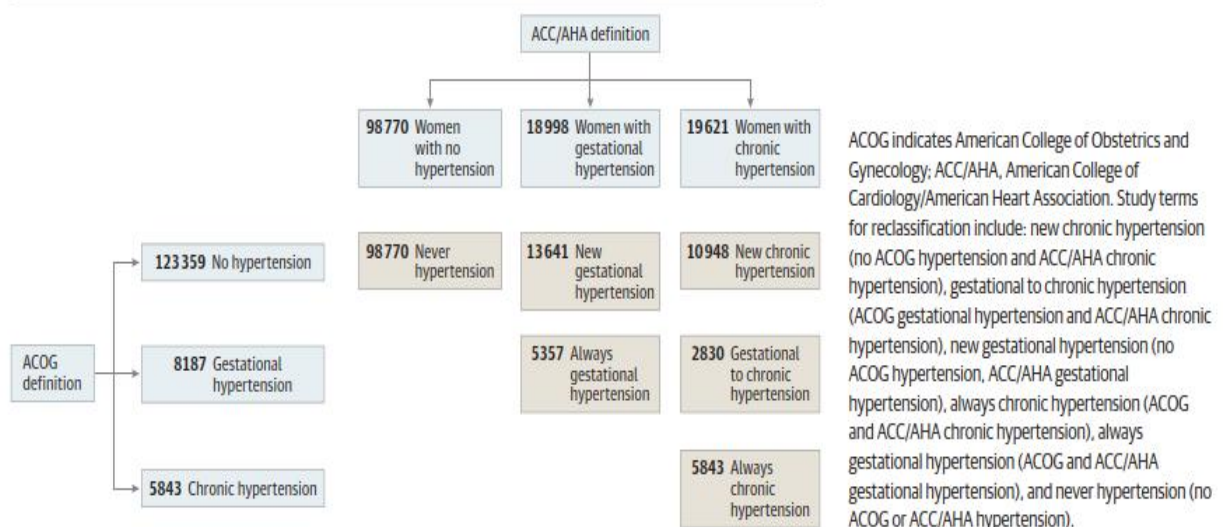 ACC/AHA definition
98770 Women
with no
hypertension
18998 Women with
gestational
hypertension
19621 Women with
chronic
hypertension
123359 No hypertension
98770 Never
hypertension
13641 New
gestational
hypertension
10948 New chronic
hypertension
ACOG
definition
8187 Gestational
hypertension
5357 Always
gestational
hypertension
2830 Gestational
to chronic
hypertension
5843 Chronic hypertension
5843 Always
chronic
hypertension
ACOG indicates American College of Obstetrics and
Gynecology; ACC/AHA, American College of
Cardiology/American Heart Association. Study terms
for reclassification include: new chronic hypertension
(no ACOG hypertension and ACC/AHA chronic
hypertension), gestational to chronic hypertension
(ACOG gestational hypertension and ACC/AHA chronic
hypertension), new gestational hypertension (no
ACOG hypertension, ACC/AHA gestational
hypertension), always chronic hypertension (ACOG
and ACC/AHA chronic hypertension), always
gestational hypertension (ACOG and ACC/AHA
gestational hypertension), and never hypertension (no
ACOG or ACC/AHA hypertension).